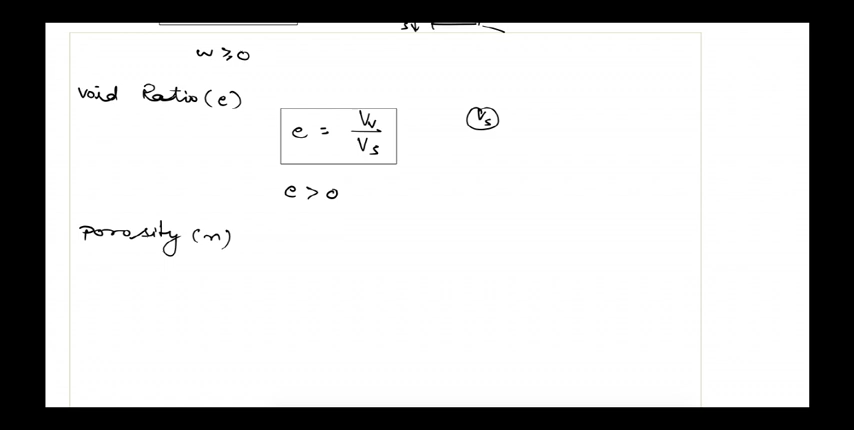 w ≥ 0
Void Ratio (e)
e = Vv / Vs
Vs
e > 0
Porosity (n)